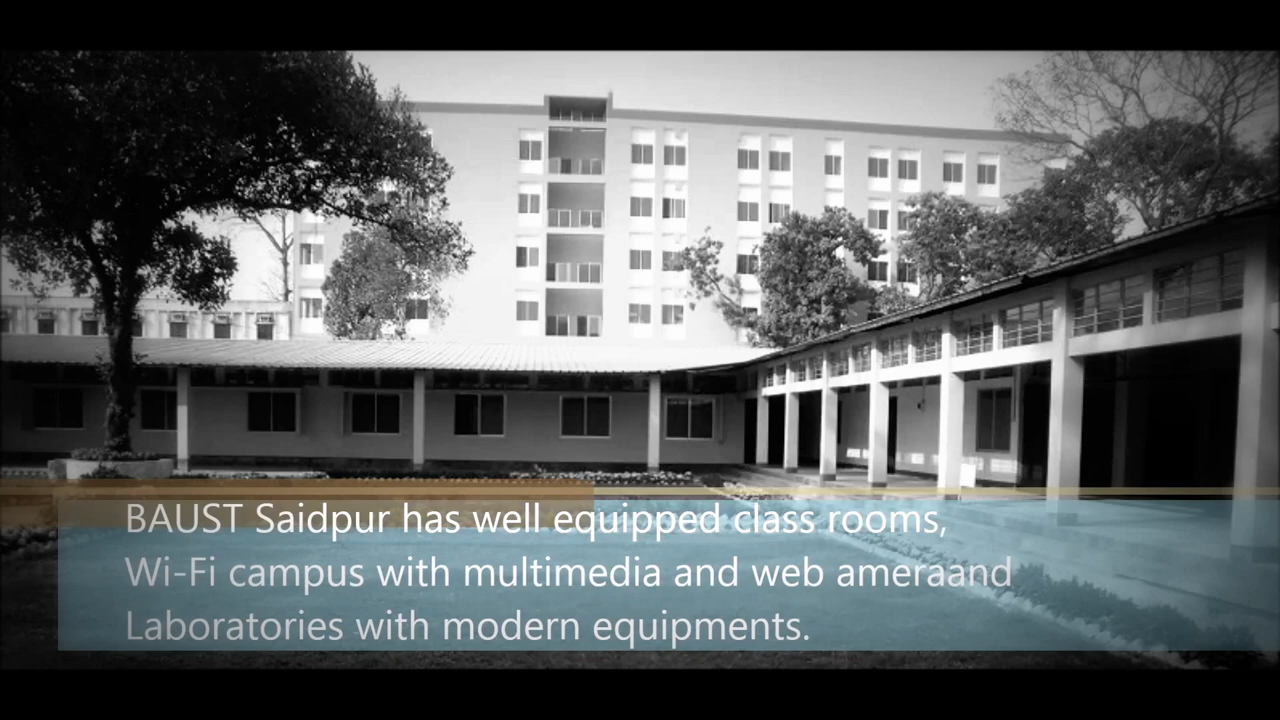 BAUST Saidpur has well equipped class rooms,
Wi-Fi campus with multimedia and web ameraand
Laboratories with modern equipments.